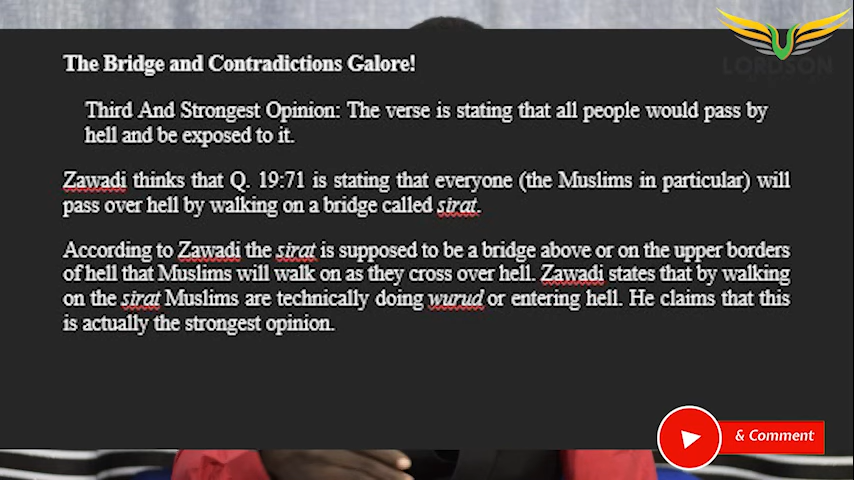 LORDSON
The Bridge and Contradictions Galore!
Third And Strongest Opinion: The verse is stating that all people would pass by
hell and be exposed to it.
Zawadi thinks that Q. 19:71 is stating that everyone (the Muslims in particular) will
pass over hell by walking on a bridge called sirat.
According to Zawadi the sirat is supposed to be a bridge above or on the upper borders
of hell that Muslims will walk on as they cross over hell. Zawadi states that by walking
on the sirat Muslims are technically doing wurud or entering hell. He claims that this
is actually the strongest opinion.
& Comment